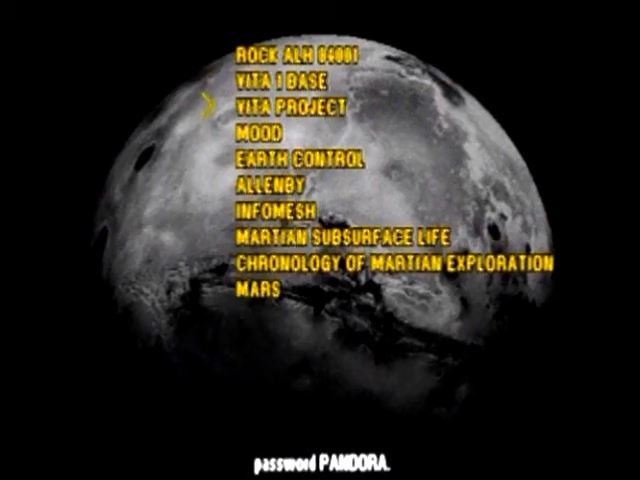 ROCK ALH 84001
VITA 1 BASE
VITA PROJECT
MOOD
EARTH CONTROL
ALLENBY
INFOMESH
MARTIAN SUBSURFACE LIFE
CHRONOLOGY OF MARTIAN EXPLORATION
MARS
password PANDORA.